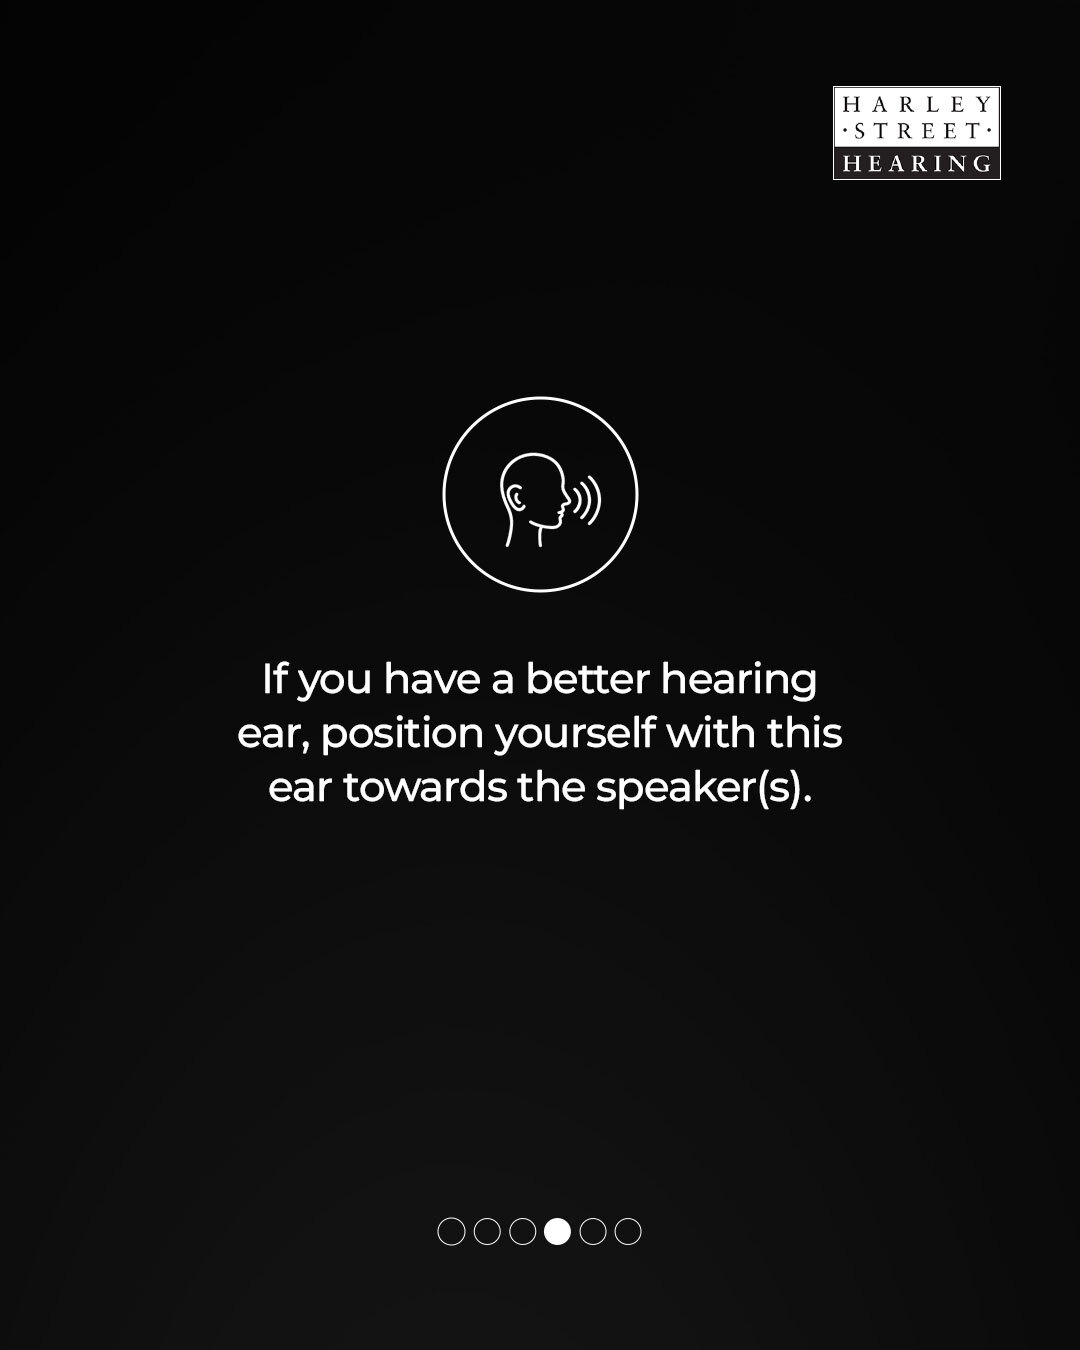 HARLEY
·STREET·
HEARING
If you have a better hearing
ear, position yourself with this
ear towards the speaker(s).